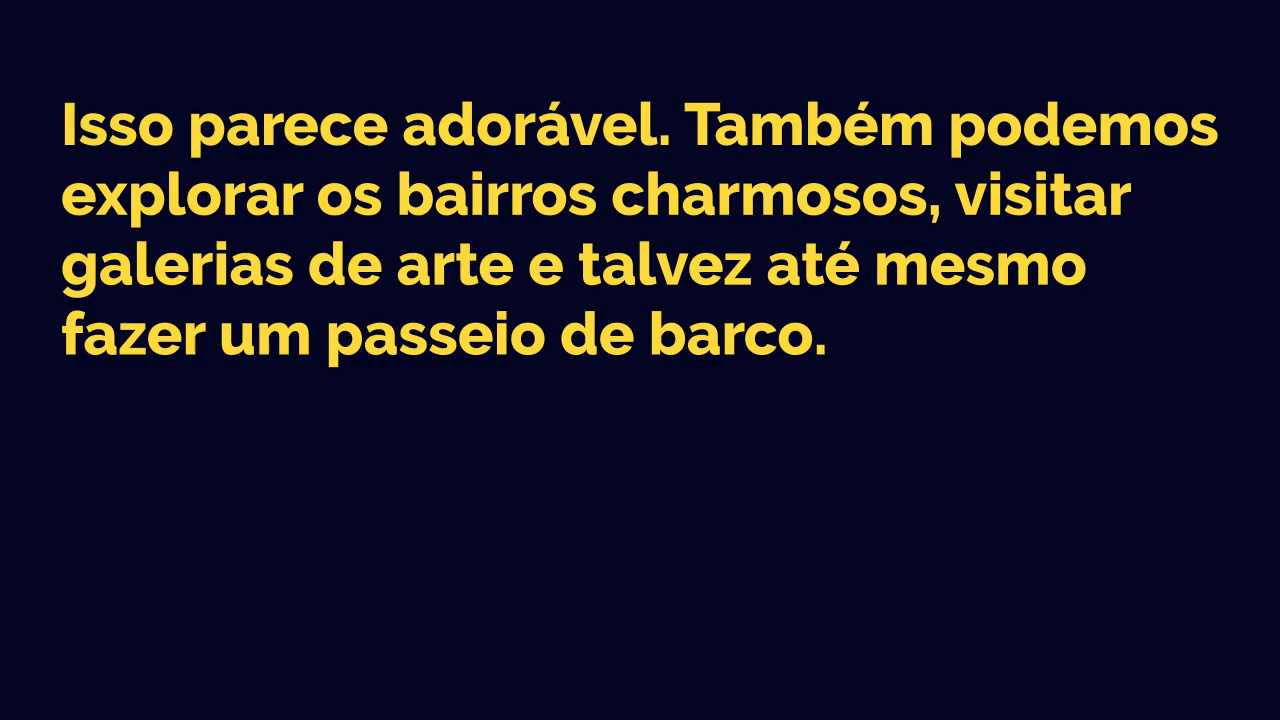 Isso parece adorável. Também podemos
explorar os bairros charmosos, visitar
galerias de arte e talvez até mesmo
fazer um passeio de barco.